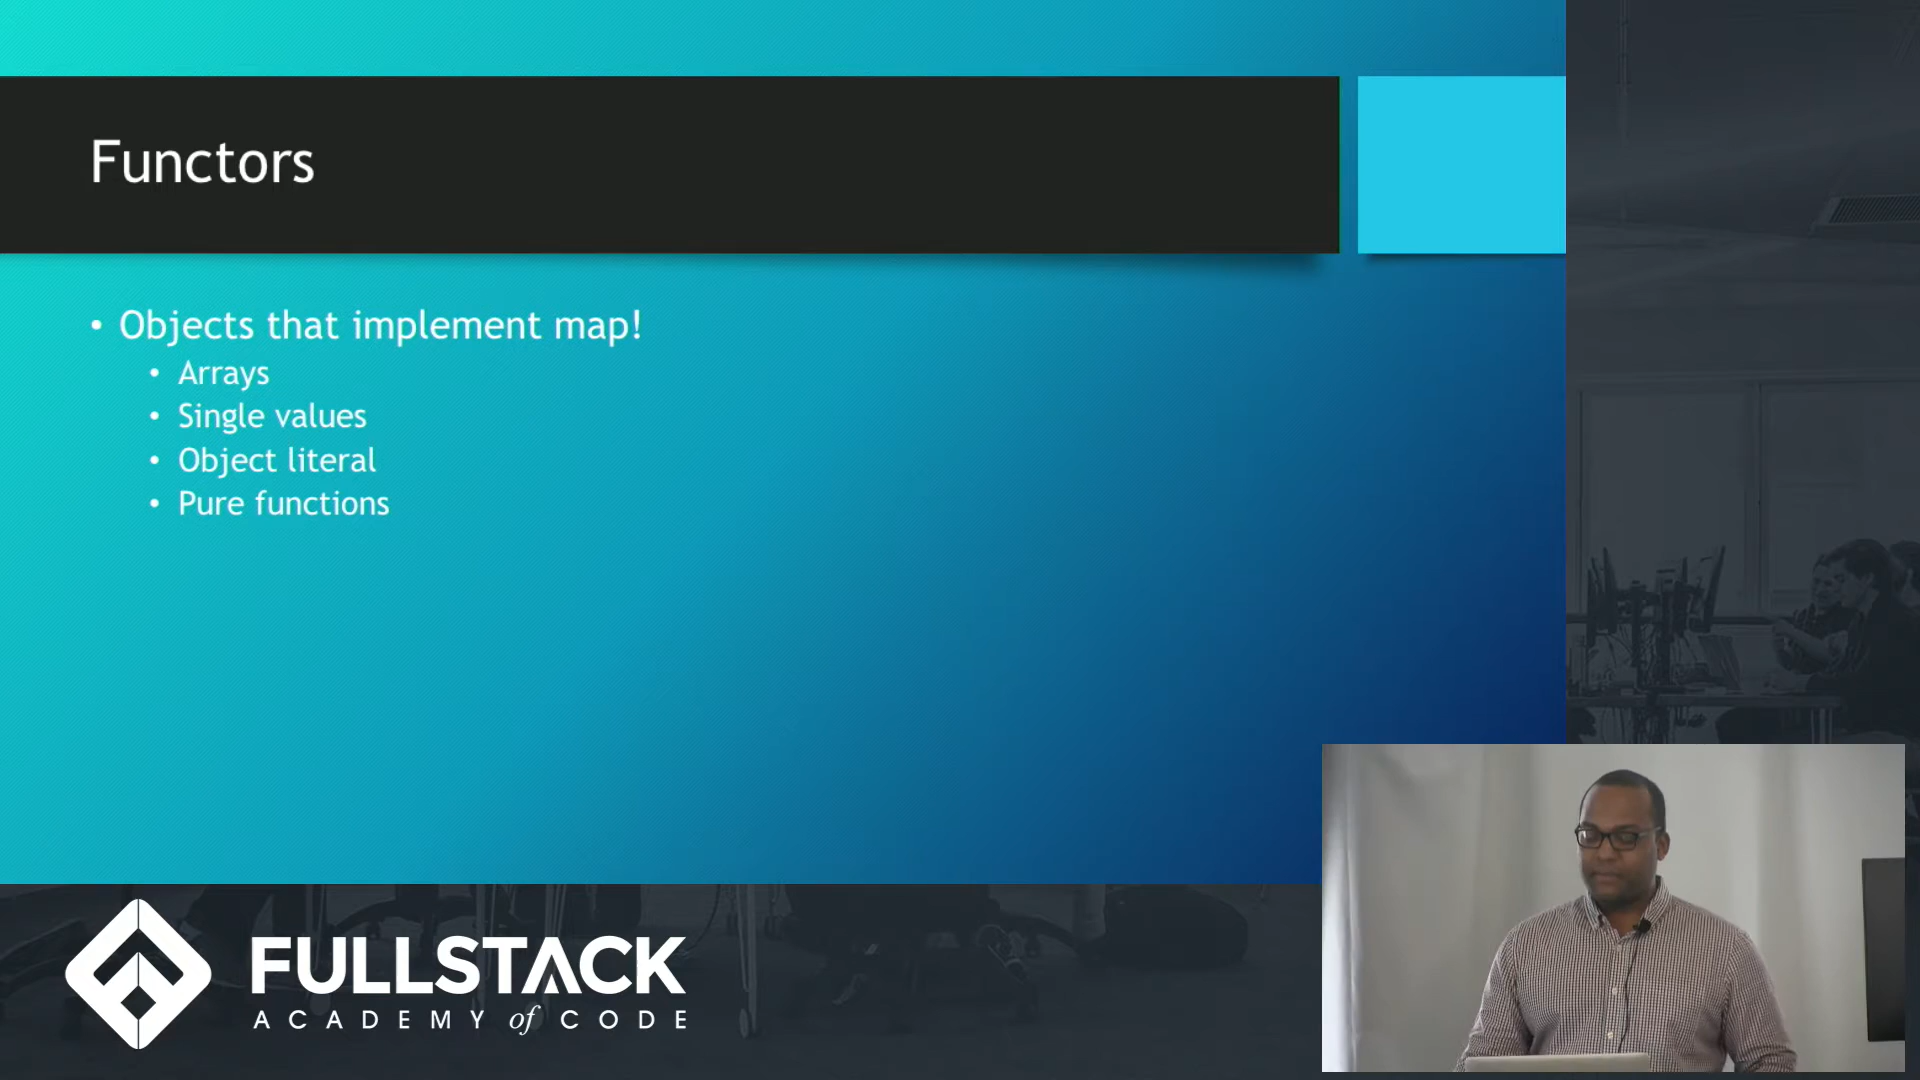 Functors
• Objects that implement map!
• Arrays
• Single values
• Object literal
• Pure functions
FULLSTACK
ACADEMY of CODE